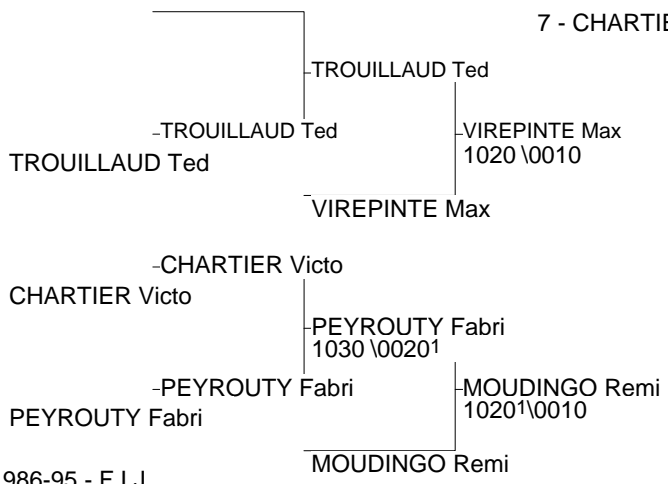 7 - CHARTIE
TROUILLAUD Ted
TROUILLAUD Ted
VIREPINTE Max
1020 \0010
TROUILLAUD Ted
VIREPINTE Max
CHARTIER Victo
CHARTIER Victo
PEYROUTY Fabri
1030 \00201
PEYROUTY Fabri
MOUDINGO Remi
10201\0010
PEYROUTY Fabri
MOUDINGO Remi
986-95 - F.I.J.